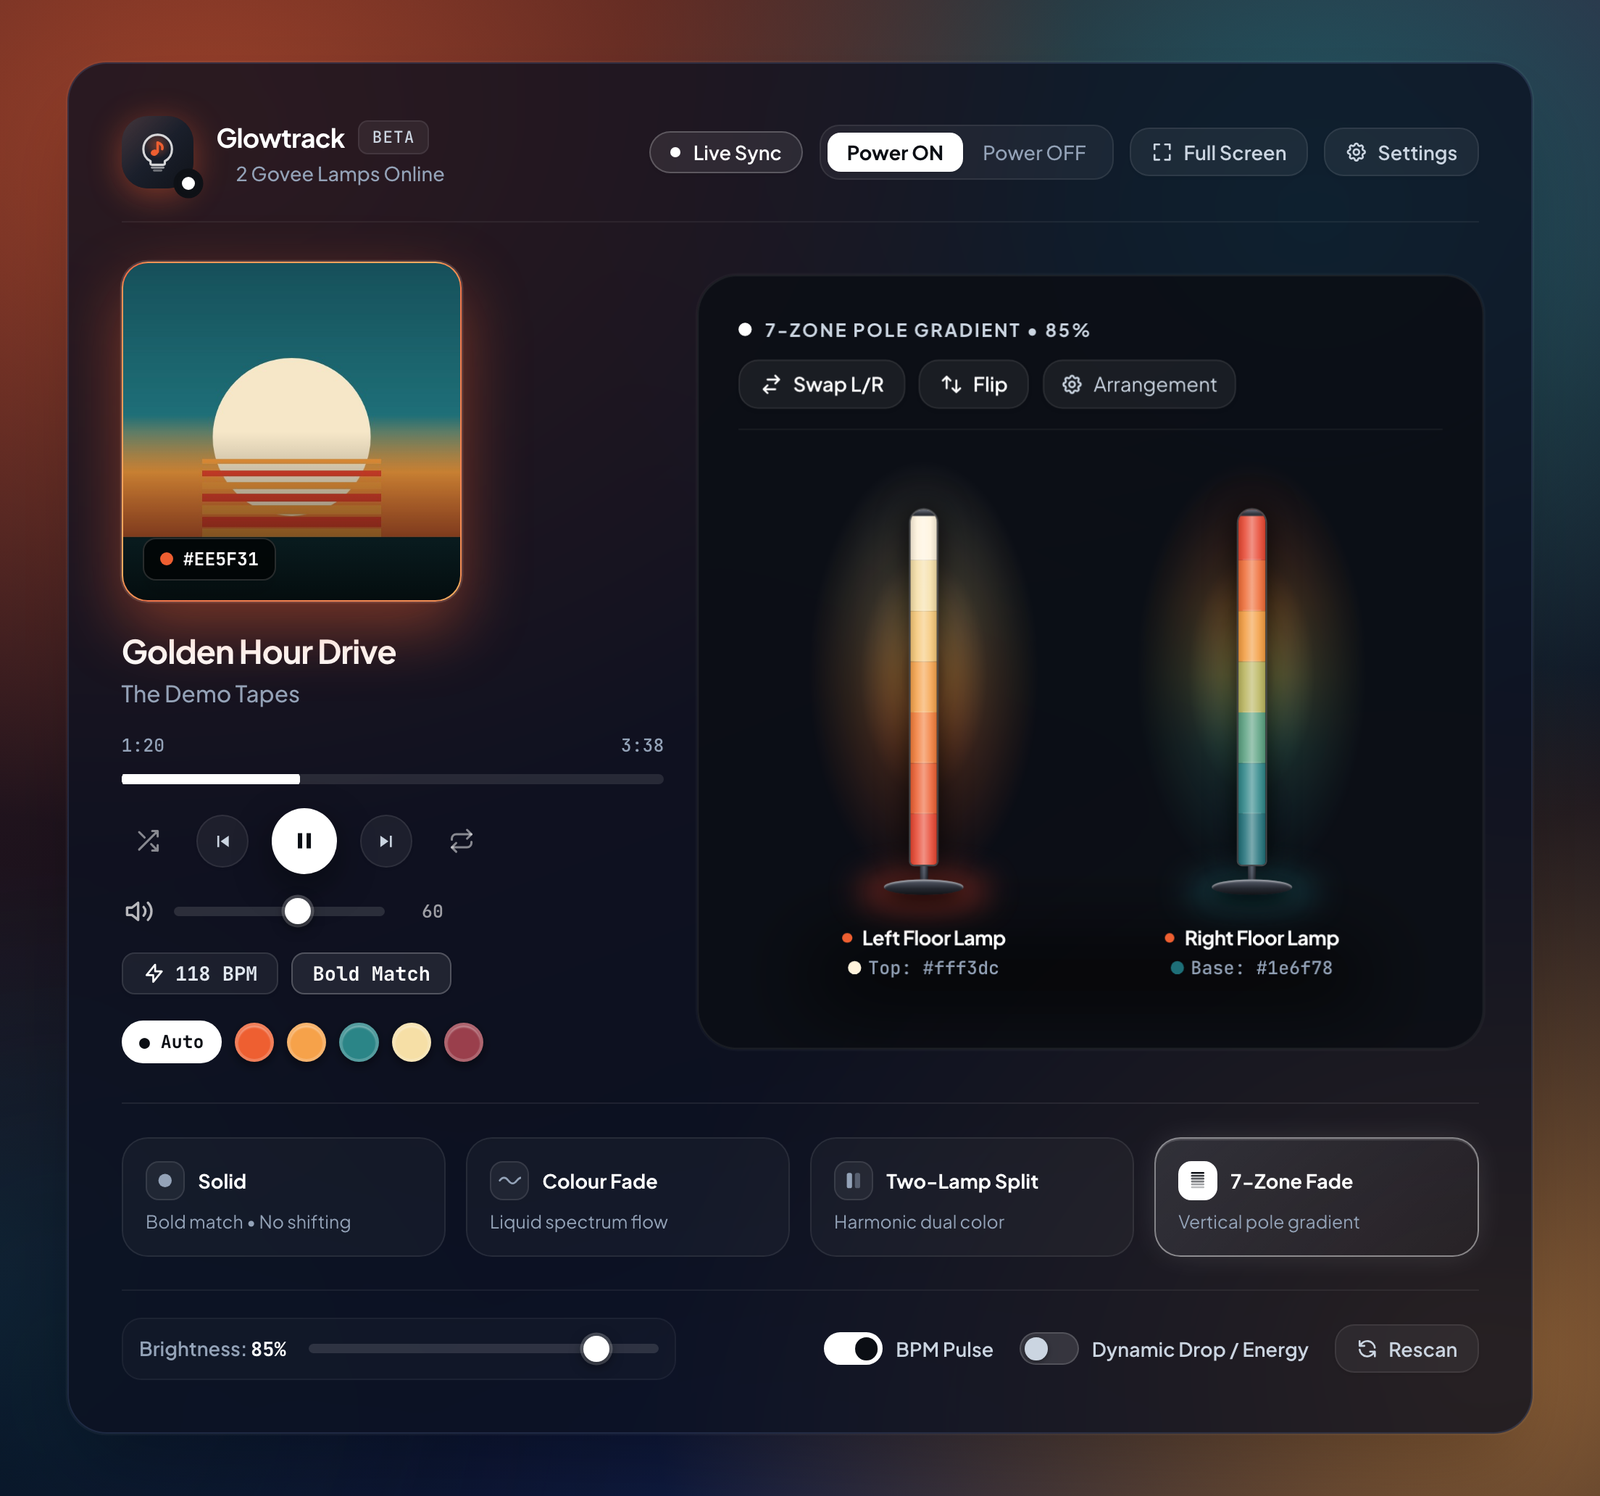 Glowtrack BETA
2 Govee Lamps Online
Live Sync
Power ON Power OFF
Full Screen
Settings
#EE5F31
Golden Hour Drive
The Demo Tapes
1:20 3:38
60
118 BPM Bold Match
Auto
7-ZONE POLE GRADIENT • 85%
Swap L/R Flip Arrangement
Left Floor Lamp
Top: #fff3dc
Right Floor Lamp
Base: #1e6f78
Solid
Bold match • No shifting
Colour Fade
Liquid spectrum flow
Two-Lamp Split
Harmonic dual color
7-Zone Fade
Vertical pole gradient
Brightness: 85%
BPM Pulse
Dynamic Drop / Energy
Rescan